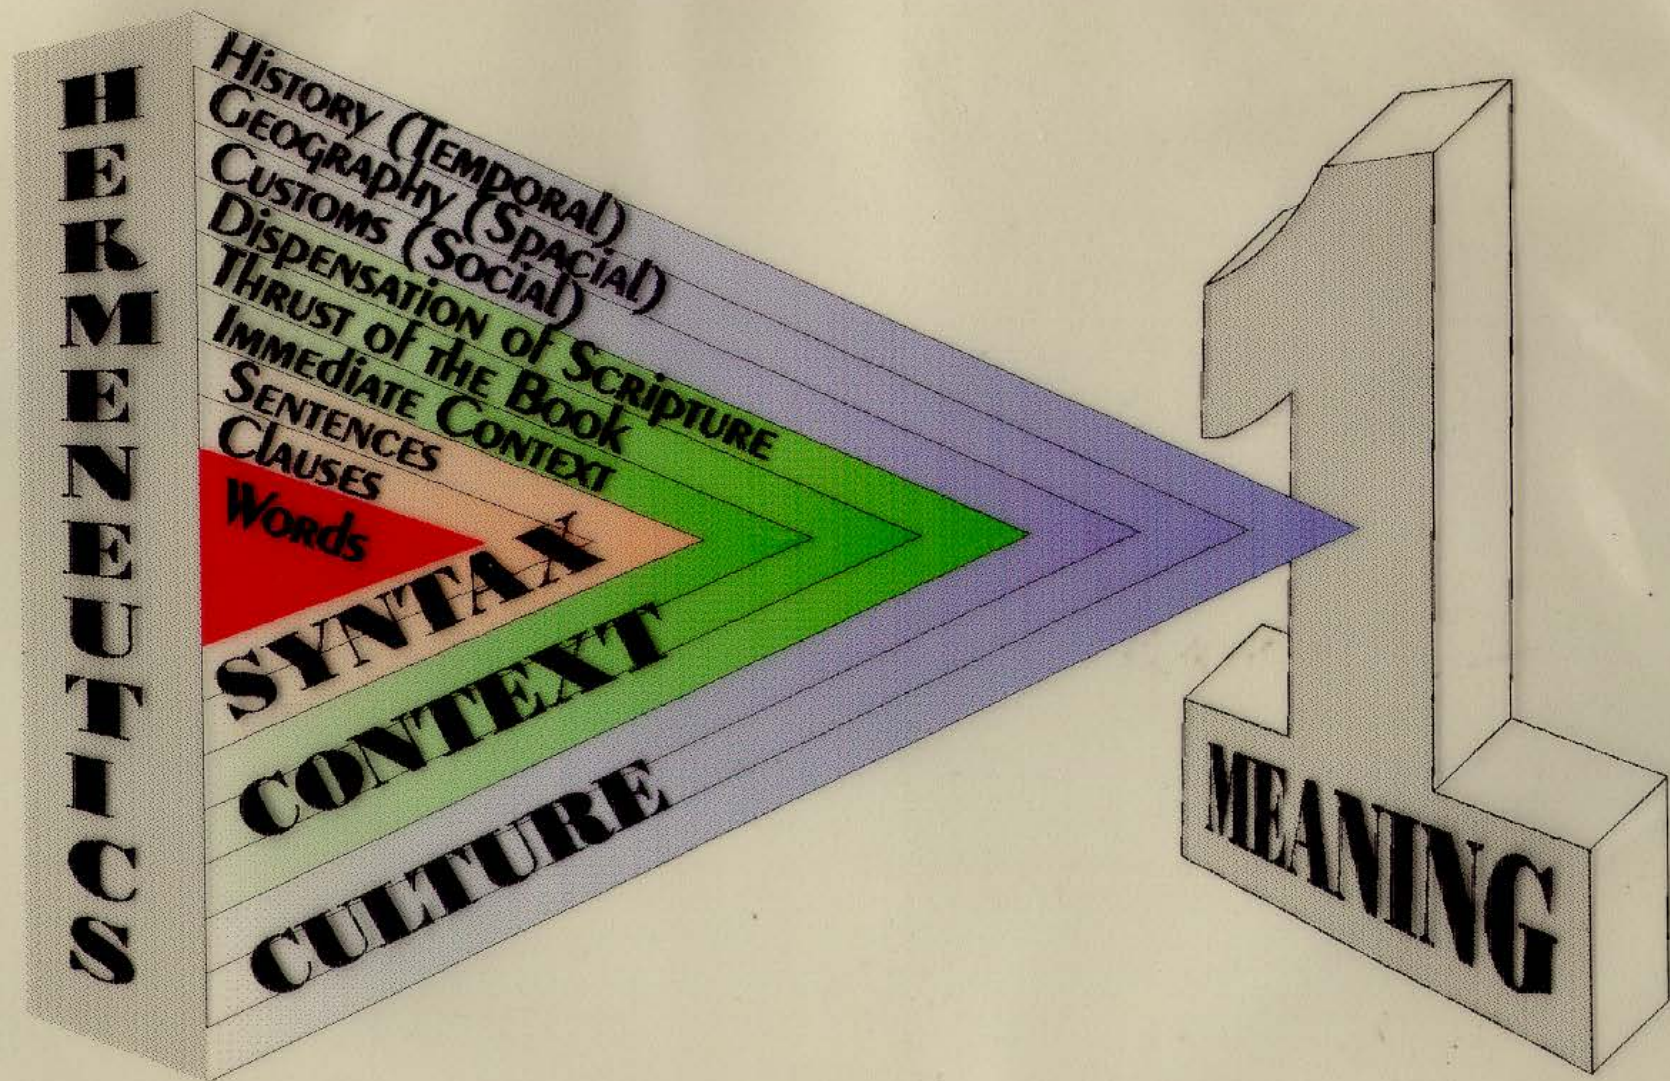 HERMENEUTICS
History (Temporal)
Geography (Spacial)
Customs (Social)
Dispensation of Scripture
Thrust of the Book
Immediate Context
Sentences
Clauses
Words
SYNTAX
CONTEXT
CULTURE
1
MEANING